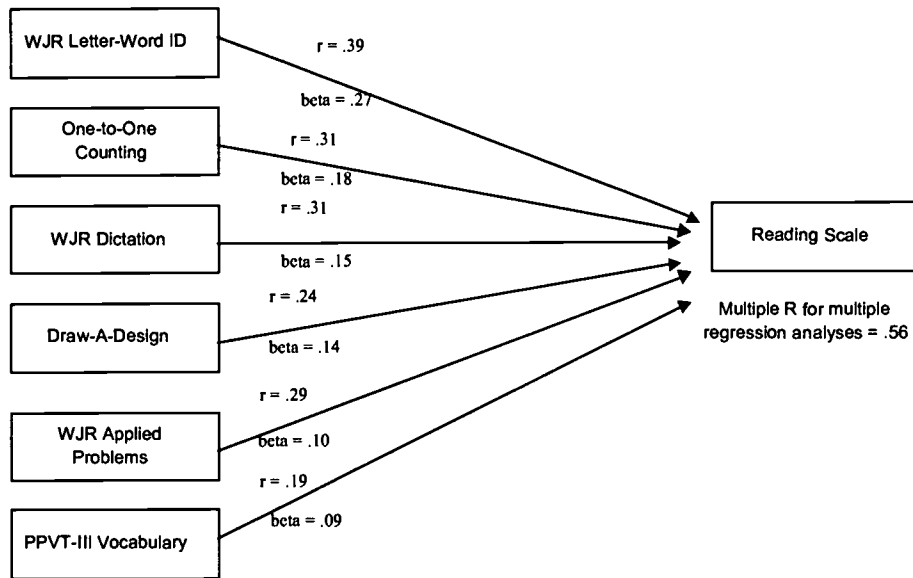 WJR Letter-Word ID
r = .39
beta = .27
One-to-One
Counting
r = .31
beta = .18
r = .31
WJR Dictation
beta = .15
Reading Scale
r = .24
Draw-A-Design
beta = .14
Multiple R for multiple
regression analyses = .56
r = .29
WJR Applied
Problems
beta = .10
r = .19
PPVT-III Vocabulary
beta = .09